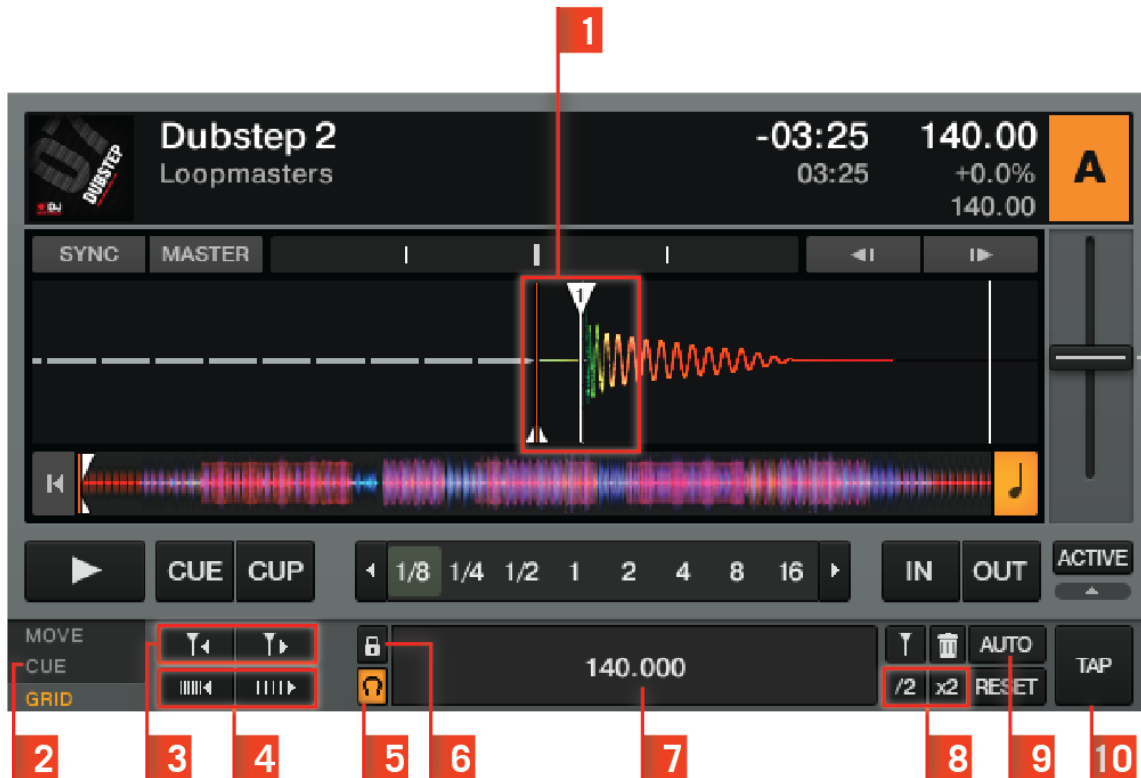 1
Dubstep 2
Loopmasters
DUBSTEP
-03:25
03:25
140.00
+0.0%
140.00
A
SYNC
MASTER
1
CUE
CUP
1/8 1/4 1/2 1 2 4 8 16
IN
OUT
ACTIVE
MOVE
CUE
GRID
140.000
AUTO
/2
x2
RESET
TAP
2 3 4 5 6 7 8 9 10